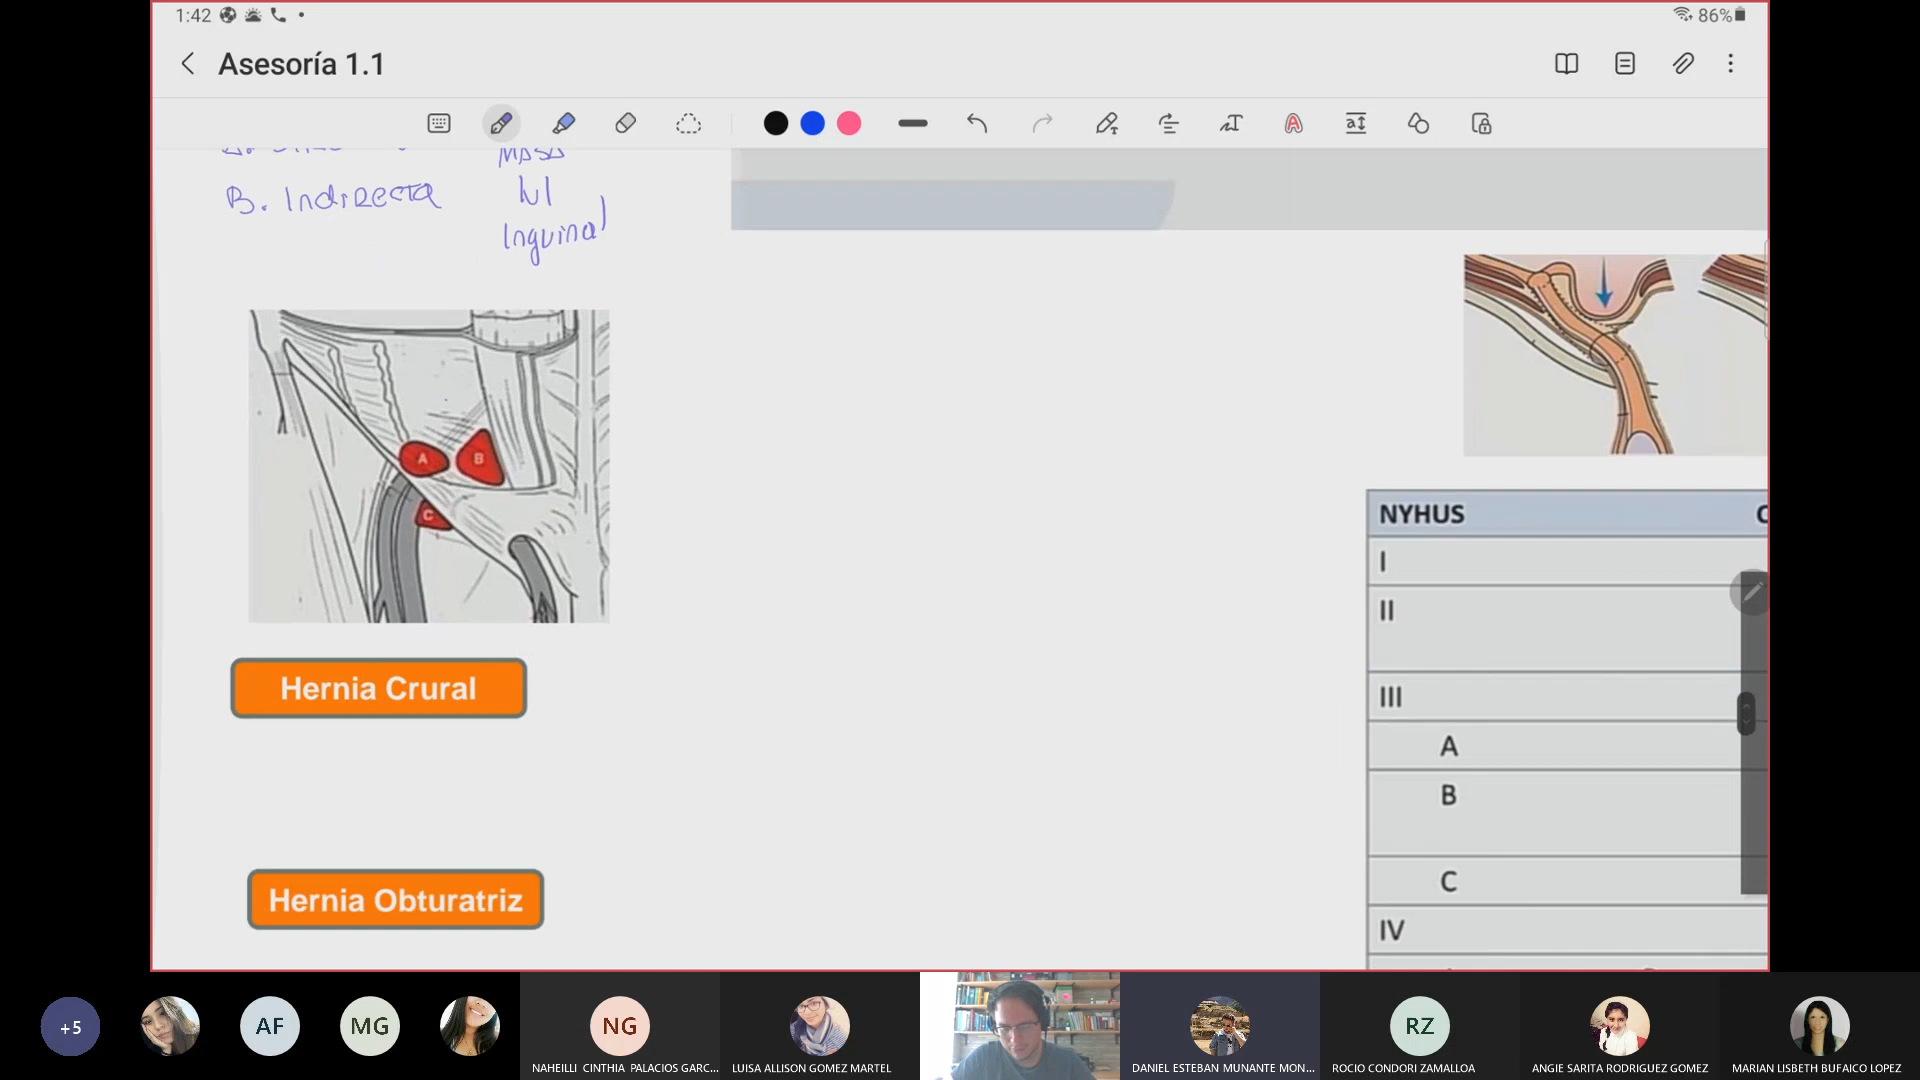 1:42
86%
Asesoría 1.1
MASA
B. Indirecta
Inguinal
A
B
C
NYHUS
I
II
III
A
B
C
IV
Hernia Crural
Hernia Obturatriz
+5
AF
MG
NG
NAHEILLI CINTHIA PALACIOS GARC...
LUISA ALLISON GOMEZ MARTEL
DANIEL ESTEBAN MUNANTE MON...
RZ
ROCIO CONDORI ZAMALLOA
ANGIE SARITA RODRIGUEZ GOMEZ
MARIAN LISBETH BUFAICO LOPEZ